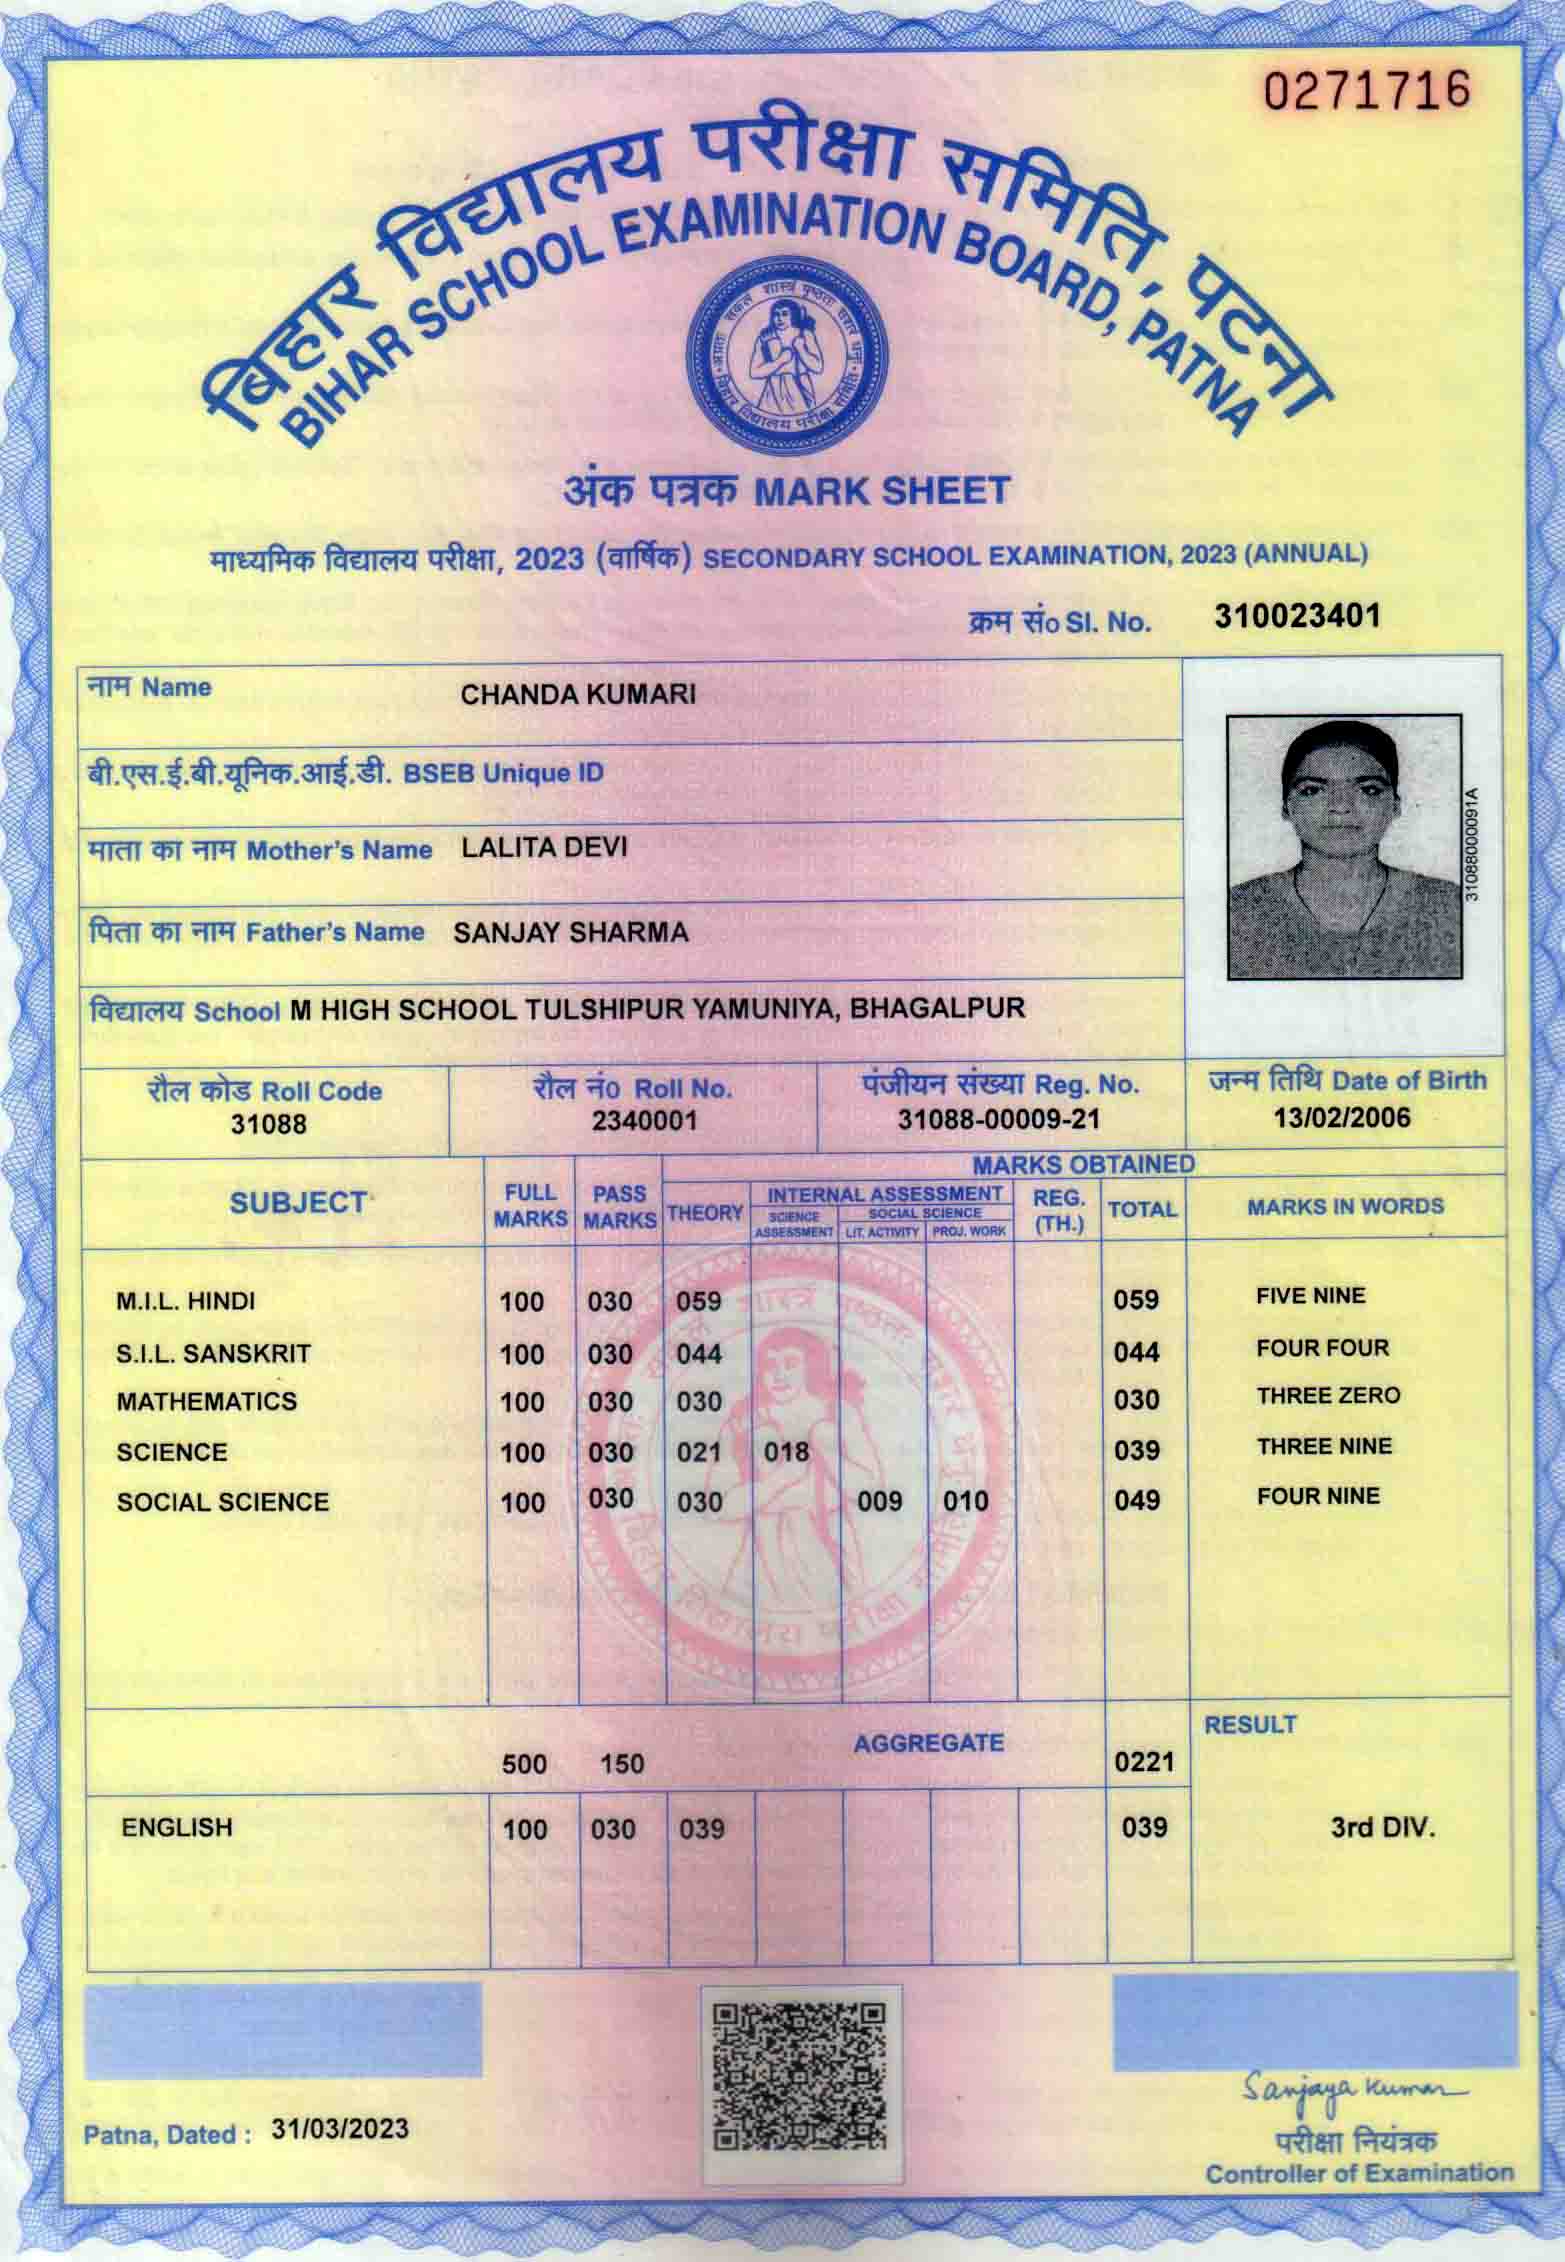 0271716
बिहार विद्यालय परीक्षा समिति, पटना
BIHAR SCHOOL EXAMINATION BOARD, PATNA
बिहार विद्यालय परीक्षा समिति
अंक पत्रक MARK SHEET
माध्यमिक विद्यालय परीक्षा, 2023 (वार्षिक) SECONDARY SCHOOL EXAMINATION, 2023 (ANNUAL)
क्रम सं० Sl. No. 310023401
नाम Name CHANDA KUMARI
बी.एस.ई.बी.यूनिक.आई.डी. BSEB Unique ID
माता का नाम Mother's Name LALITA DEVI
310880000091A
पिता का नाम Father's Name SANJAY SHARMA
विद्यालय School M HIGH SCHOOL TULSHIPUR YAMUNIYA, BHAGALPUR
रौल कोड Roll Code रौल नं० Roll No. पंजीयन संख्या Reg. No. जन्म तिथि Date of Birth
31088 2340001 31088-00009-21 13/02/2006
MARKS OBTAINED
SUBJECT FULL MARKS PASS MARKS THEORY INTERNAL ASSESSMENT REG. (TH.) TOTAL MARKS IN WORDS
SCIENCE ASSESSMENT SOCIAL SCIENCE LIT. ACTIVITY PROJ. WORK
M.I.L. HINDI 100 030 059 059 FIVE NINE
S.I.L. SANSKRIT 100 030 044 044 FOUR FOUR
MATHEMATICS 100 030 030 030 THREE ZERO
SCIENCE 100 030 021 018 039 THREE NINE
SOCIAL SCIENCE 100 030 030 009 010 049 FOUR NINE
500 150 AGGREGATE 0221 RESULT
ENGLISH 100 030 039 039 3rd DIV.
Sanjaya Kumar
Patna, Dated : 31/03/2023
परीक्षा नियंत्रक
Controller of Examination